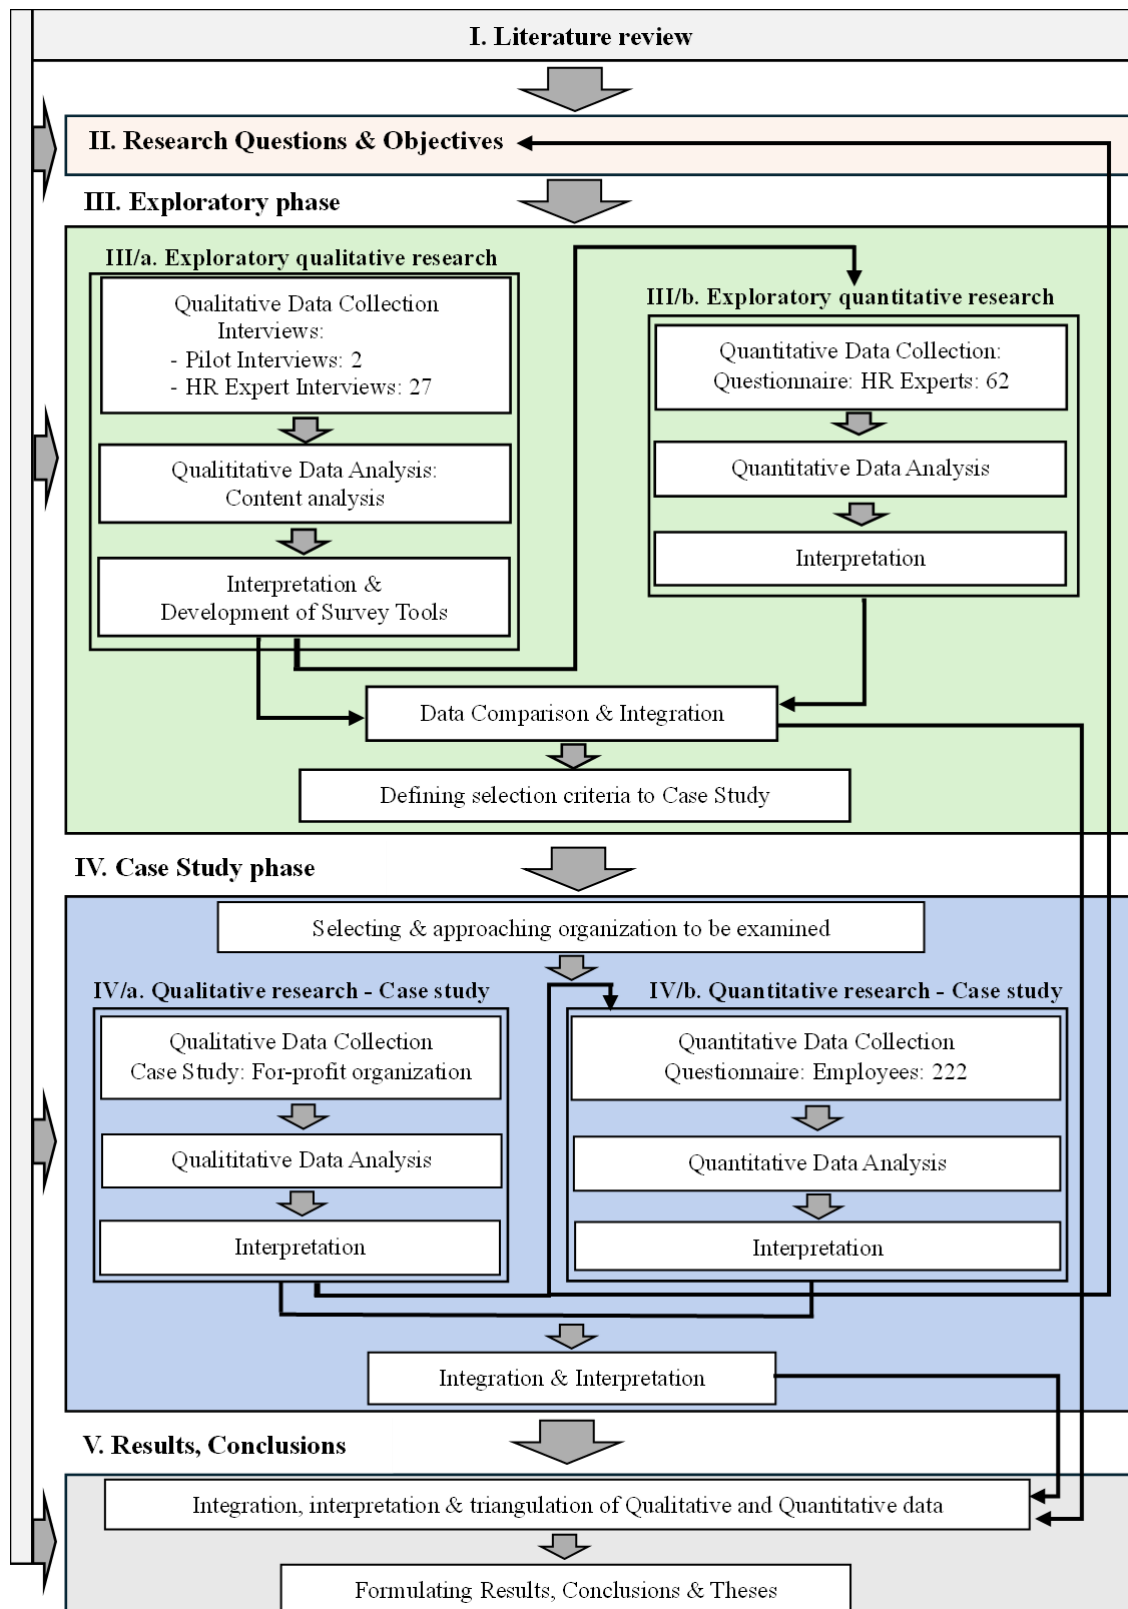 I. Literature review
II. Research Questions & Objectives
III. Exploratory phase
III/a. Exploratory qualitative research
Qualitative Data Collection
Interviews:
- Pilot Interviews: 2
- HR Expert Interviews: 27
Qualititative Data Analysis:
Content analysis
Interpretation &
Development of Survey Tools
III/b. Exploratory quantitative research
Quantitative Data Collection:
Questionnaire: HR Experts: 62
Quantitative Data Analysis
Interpretation
Data Comparison & Integration
Defining selection criteria to Case Study
IV. Case Study phase
Selecting & approaching organization to be examined
IV/a. Qualitative research - Case study
Qualitative Data Collection
Case Study: For-profit organization
Qualititative Data Analysis
Interpretation
IV/b. Quantitative research - Case study
Quantitative Data Collection
Questionnaire: Employees: 222
Quantitative Data Analysis
Interpretation
Integration & Interpretation
V. Results, Conclusions
Integration, interpretation & triangulation of Qualitative and Quantitative data
Formulating Results, Conclusions & Theses